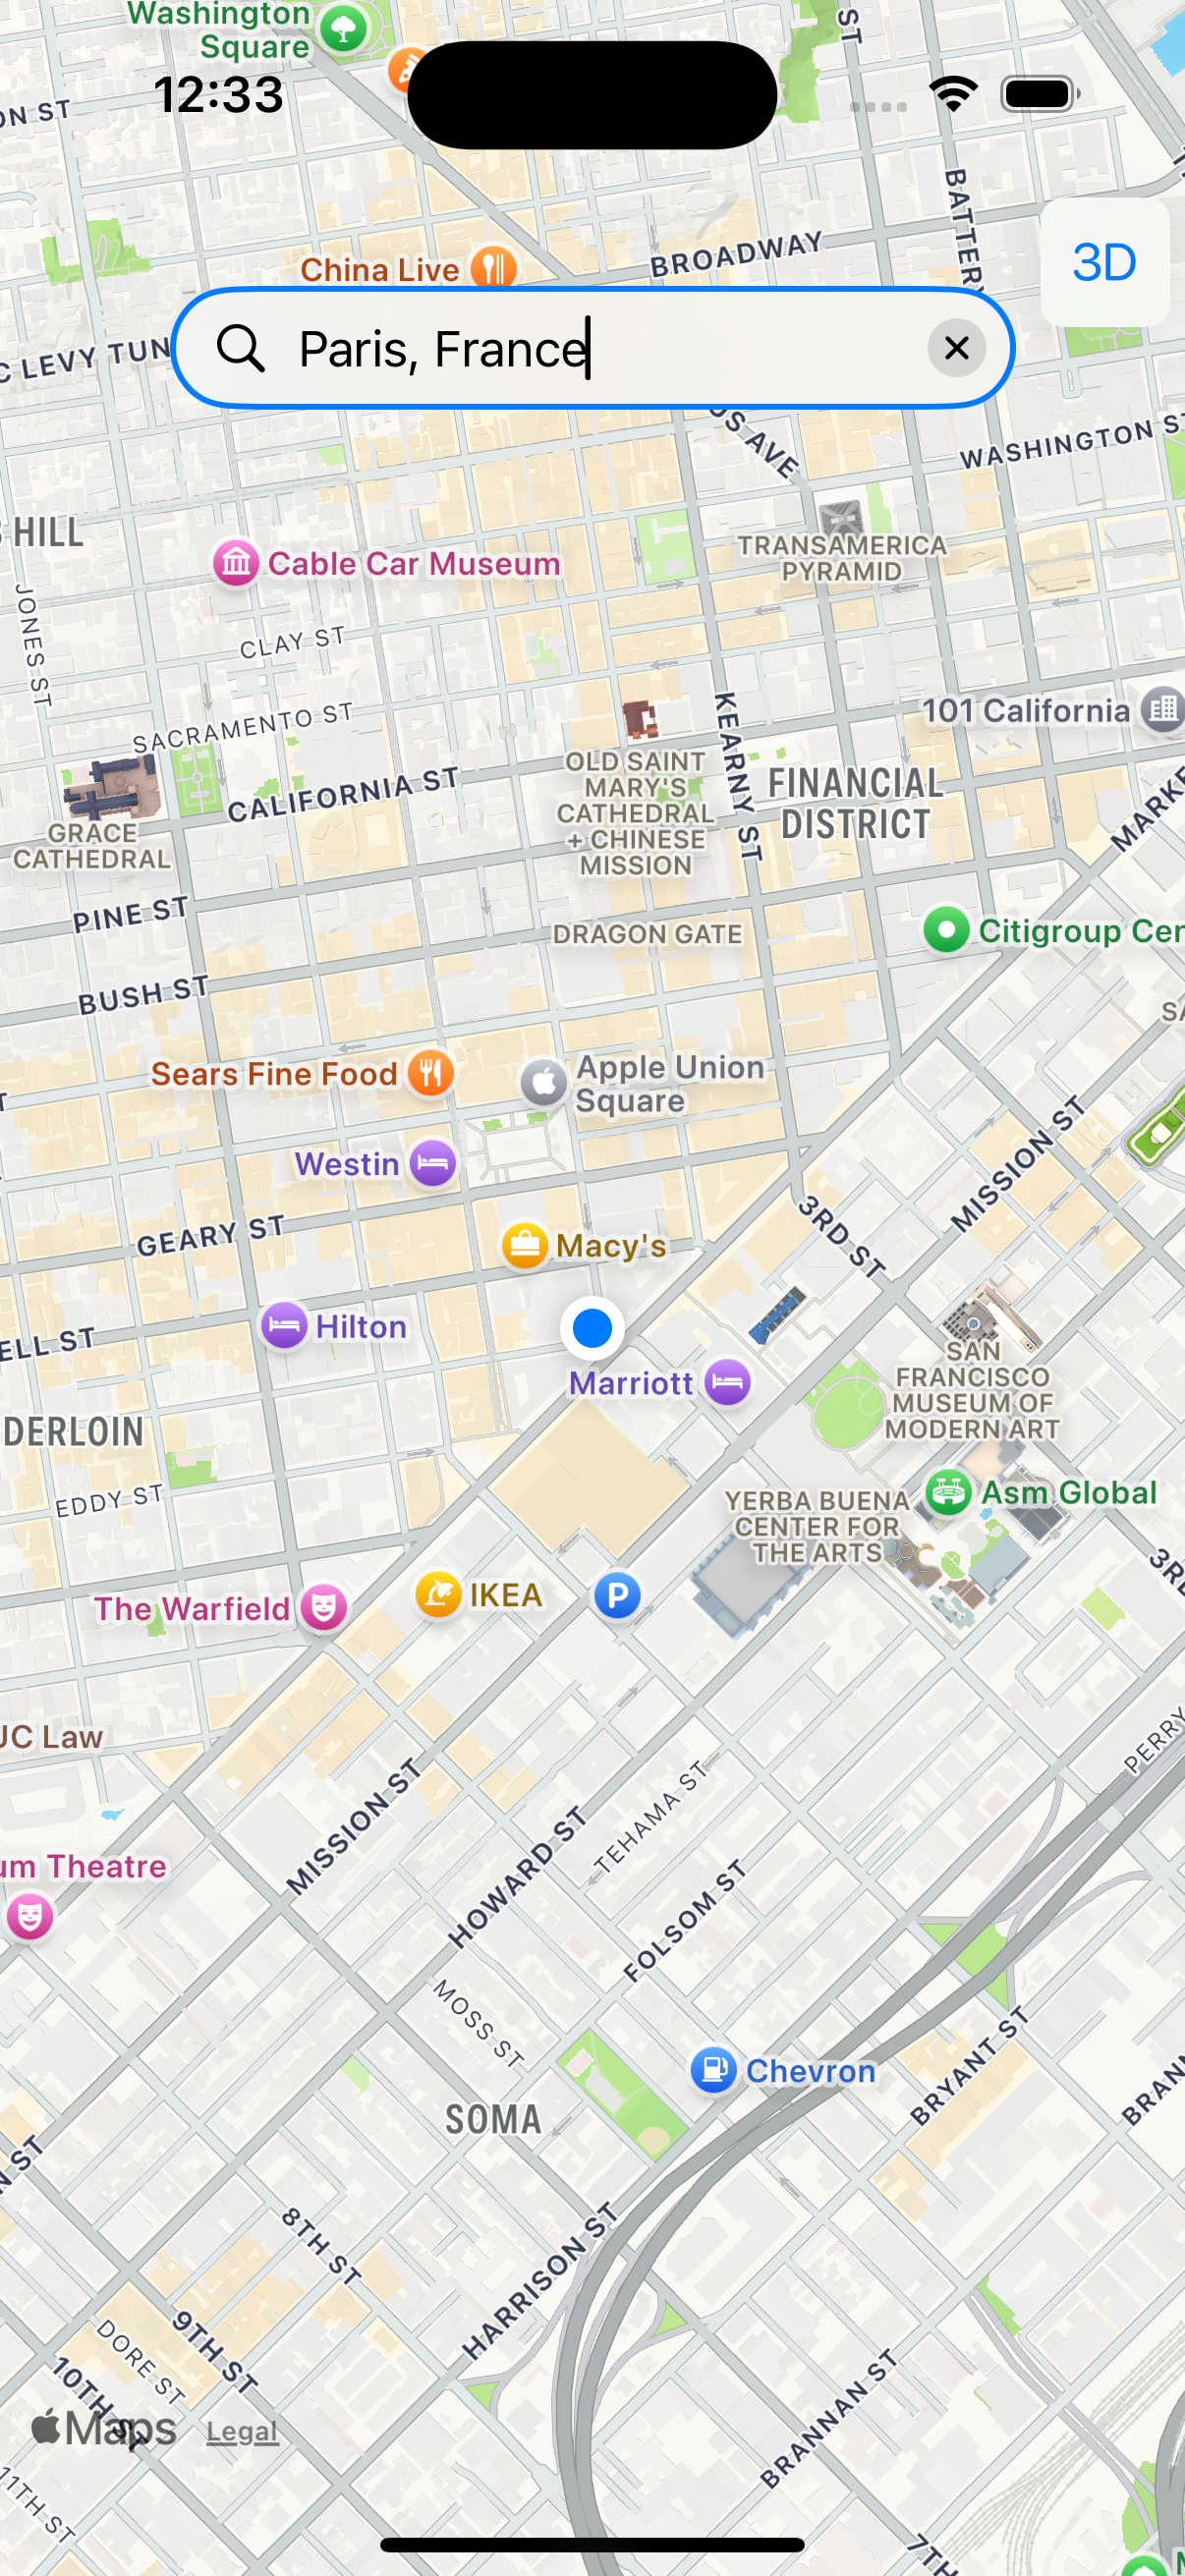 Washington
Square
12:33
ST
BATTERY
3D
BROADWAY
China Live
Paris, France
WASHINGTON ST
HILL
Cable Car Museum
TRANSAMERICA
PYRAMID
JONES ST
CLAY ST
SACRAMENTO ST
101 California
KEARNY ST
OLD SAINT
MARY'S
CATHEDRAL
+ CHINESE
MISSION
FINANCIAL
DISTRICT
CALIFORNIA ST
GRACE
CATHEDRAL
PINE ST
DRAGON GATE
Citigroup Cen
BUSH ST
Sears Fine Food
Apple Union
Square
Westin
MISSION ST
GEARY ST
3RD ST
Macy's
Hilton
Marriott
SAN
FRANCISCO
MUSEUM OF
MODERN ART
DERLOIN
EDDY ST
Asm Global
YERBA BUENA
CENTER FOR
THE ARTS
The Warfield
IKEA
P
UC Law
PERRY
MISSION ST
HOWARD ST
TEHAMA ST
FOLSOM ST
um Theatre
MOSS ST
Chevron
BRYANT ST
SOMA
8TH ST
HARRISON ST
9TH ST
DORE ST
10TH ST
BRANNAN ST
Maps
Legal
11TH ST
7TH